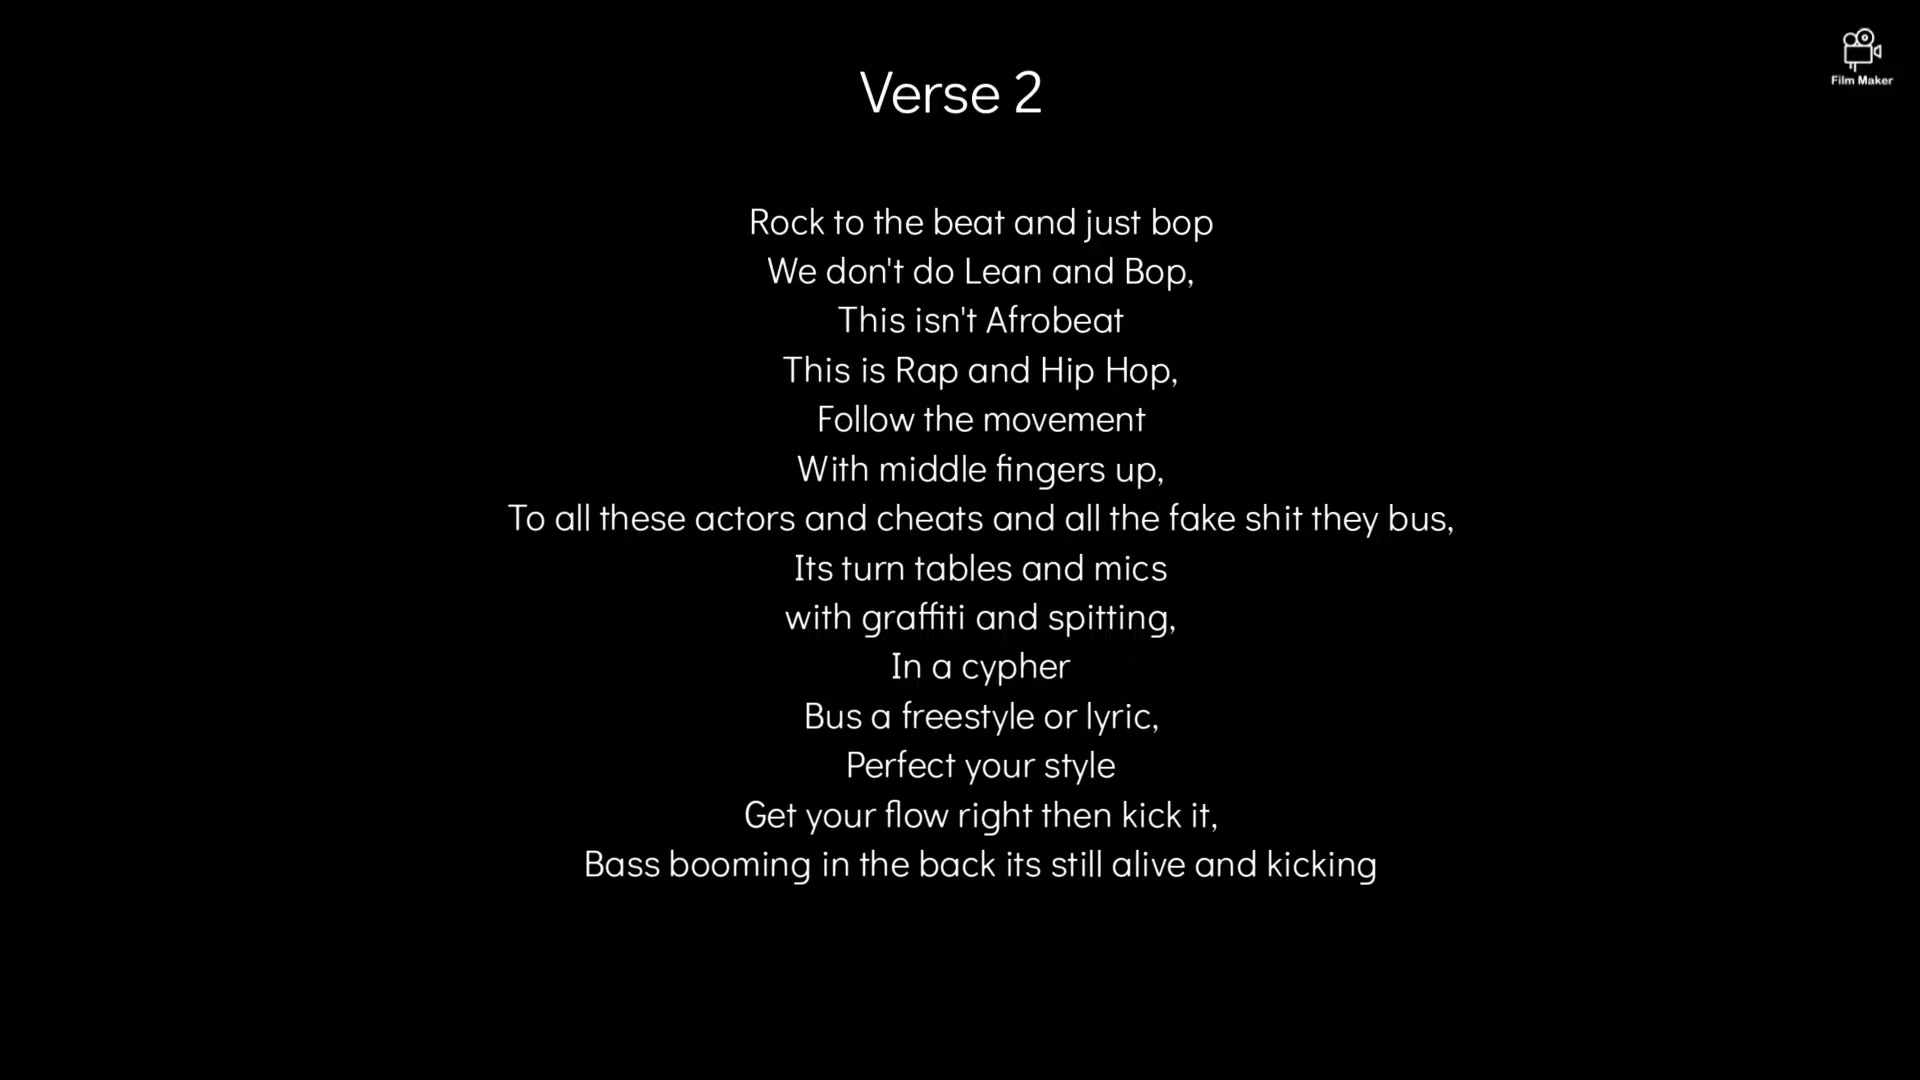 Film Maker
Verse 2
Rock to the beat and just bop
We don't do Lean and Bop,
This isn't Afrobeat
This is Rap and Hip Hop,
Follow the movement
With middle fingers up,
To all these actors and cheats and all the fake shit they bus,
Its turn tables and mics
with graffiti and spitting,
In a cypher
Bus a freestyle or lyric,
Perfect your style
Get your flow right then kick it,
Bass booming in the back its still alive and kicking